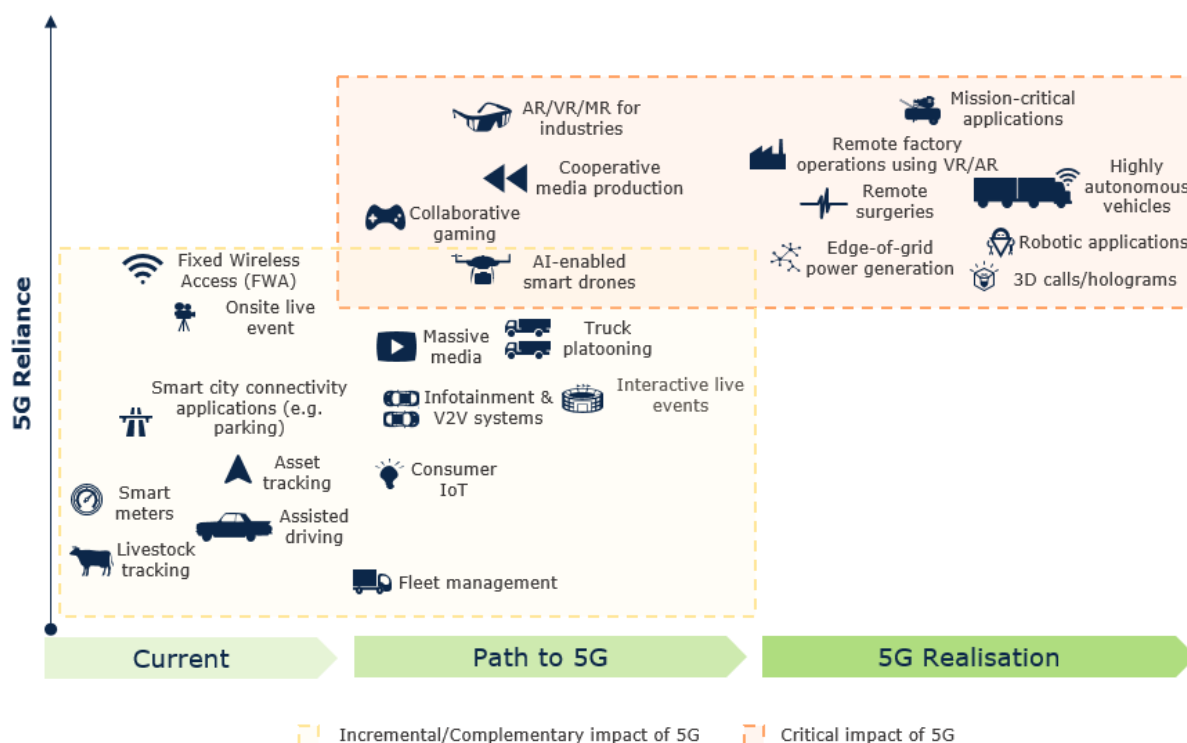 5G Reliance
AR/VR/MR for
industries
Mission-critical
applications
Cooperative
media production
Remote factory
operations using VR/AR
Highly
autonomous
vehicles
Collaborative
gaming
Remote
surgeries
Fixed Wireless
Access (FWA)
AI-enabled
smart drones
Edge-of-grid
power generation
Robotic applications
3D calls/holograms
Onsite live
event
Massive
media
Truck
platooning
Smart city connectivity
applications (e.g.
parking)
Infotainment &
V2V systems
Interactive live
events
Asset
tracking
Consumer
IoT
Smart
meters
Assisted
driving
Livestock
tracking
Fleet management
Current
Path to 5G
5G Realisation
Incremental/Complementary impact of 5G
Critical impact of 5G